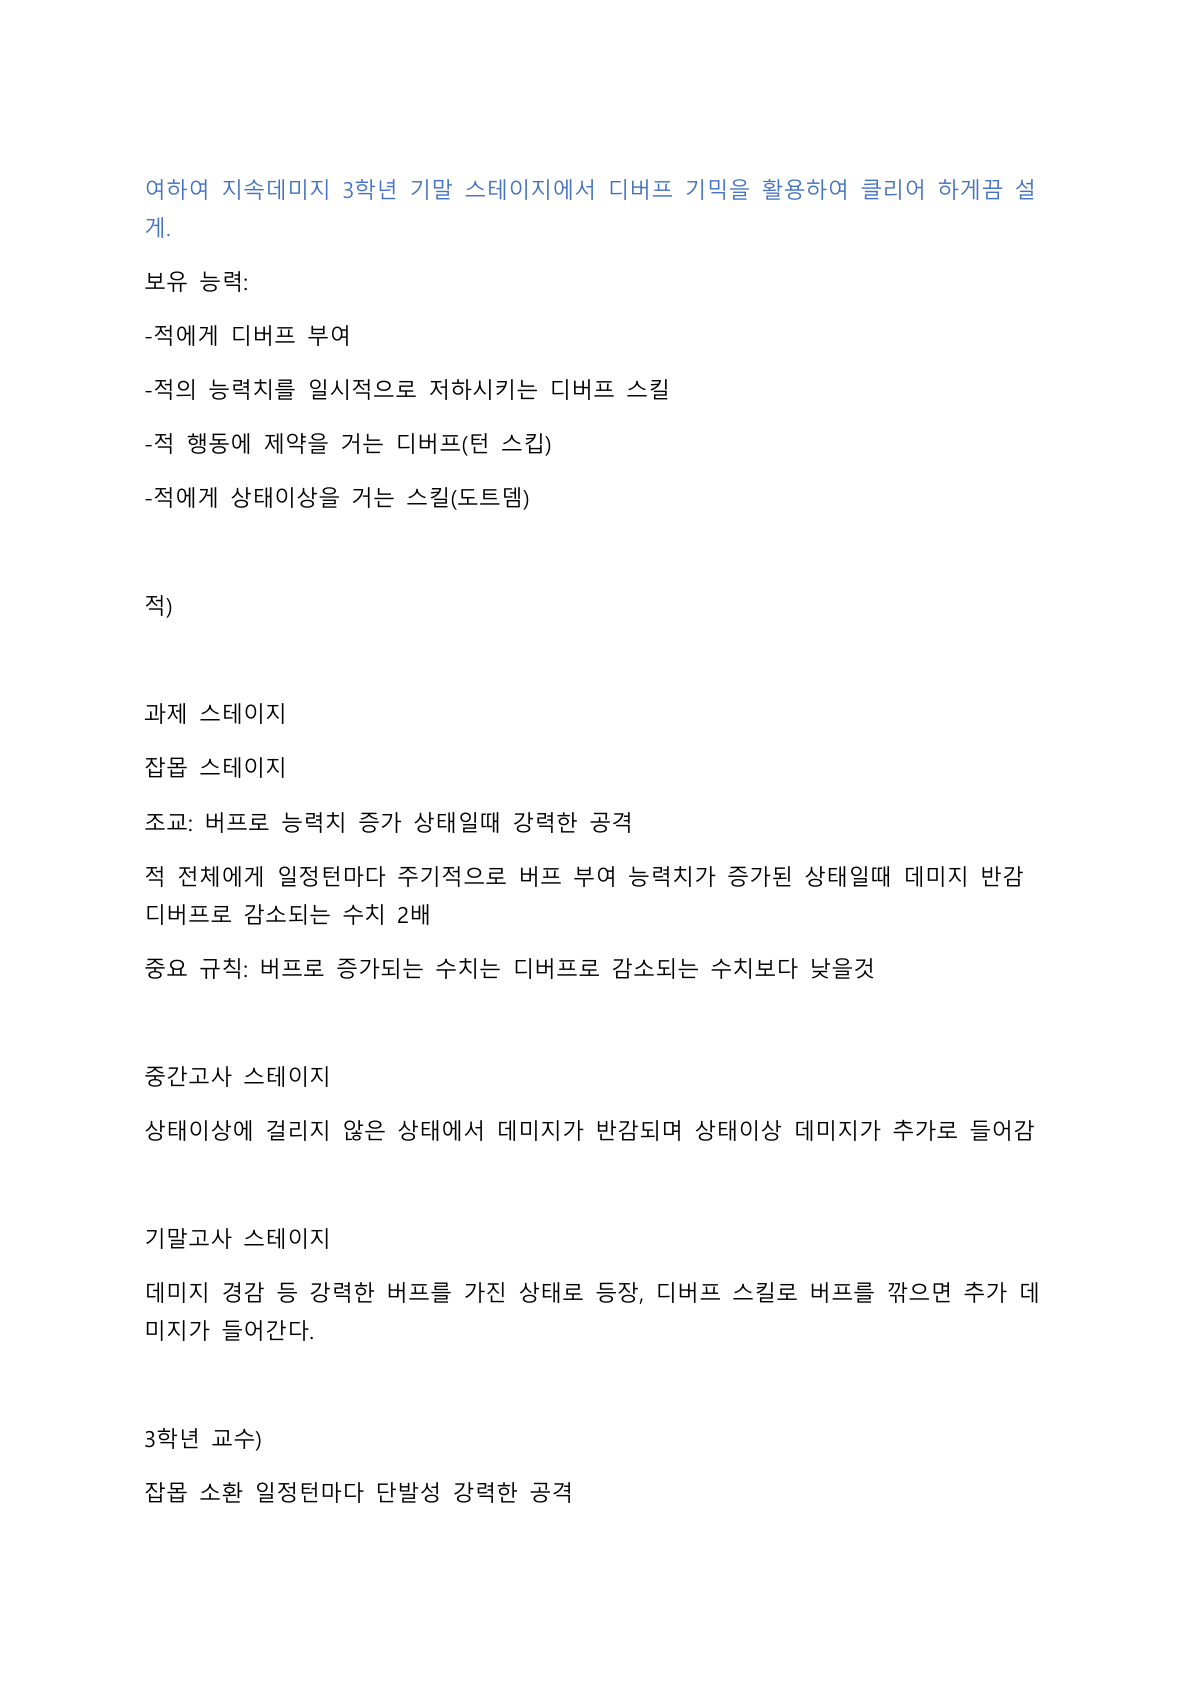 여하여 지속데미지 3학년 기말 스테이지에서 디버프 기믹을 활용하여 클리어 하게끔 설
게.
보유 능력:
-적에게 디버프 부여
-적의 능력치를 일시적으로 저하시키는 디버프 스킬
-적 행동에 제약을 거는 디버프(턴 스킵)
-적에게 상태이상을 거는 스킬(도트뎀)
적)
과제 스테이지
잡몹 스테이지
조교: 버프로 능력치 증가 상태일때 강력한 공격
적 전체에게 일정턴마다 주기적으로 버프 부여 능력치가 증가된 상태일때 데미지 반감
디버프로 감소되는 수치 2배
중요 규칙: 버프로 증가되는 수치는 디버프로 감소되는 수치보다 낮을것
중간고사 스테이지
상태이상에 걸리지 않은 상태에서 데미지가 반감되며 상태이상 데미지가 추가로 들어감
기말고사 스테이지
데미지 경감 등 강력한 버프를 가진 상태로 등장, 디버프 스킬로 버프를 깎으면 추가 데
미지가 들어간다.
3학년 교수)
잡몹 소환 일정턴마다 단발성 강력한 공격